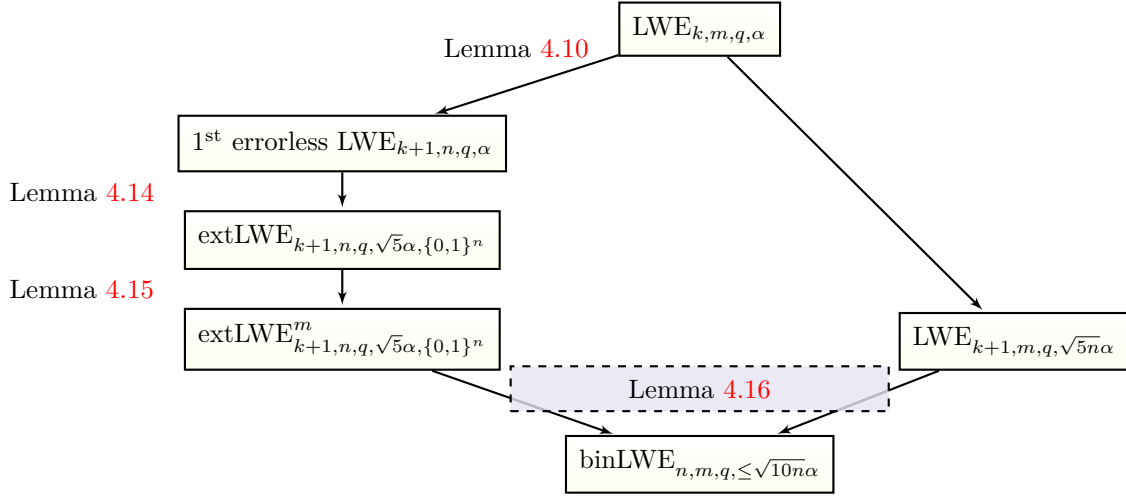 LWE_{k,m,q,α}
Lemma 4.10
1^{st} errorless LWE_{k+1,n,q,α}
Lemma 4.14
extLWE_{k+1,n,q,√5α,{0,1}^n}
Lemma 4.15
extLWE^m_{k+1,n,q,√5α,{0,1}^n}
LWE_{k+1,m,q,√5nα}
Lemma 4.16
binLWE_{n,m,q,≤√10nα}